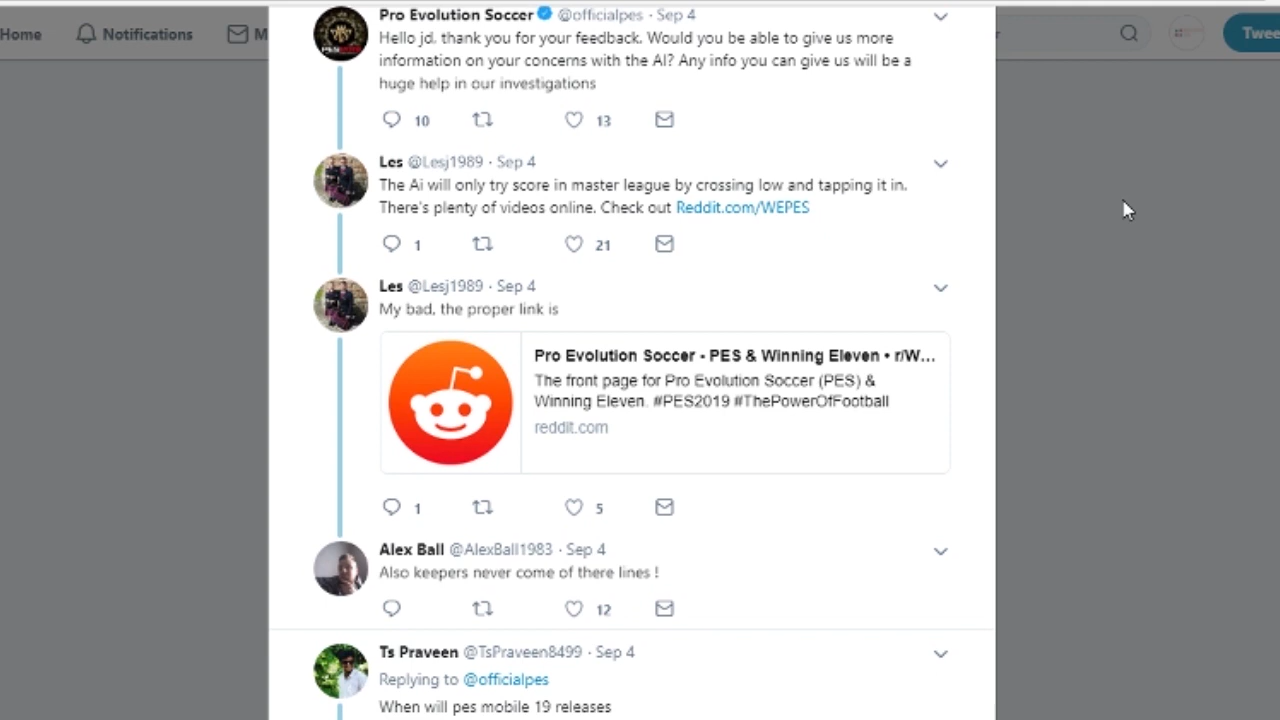 Pro Evolution Soccer @officialpes · Sep 4
Home Notifications M
Twee
Hello jd, thank you for your feedback. Would you be able to give us more
information on your concerns with the AI? Any info you can give us will be a
huge help in our investigations
10 13
Les @Lesj1989 · Sep 4
The Ai will only try score in master league by crossing low and tapping it in.
There's plenty of videos online. Check out Reddit.com/WEPES
1 21
Les @Lesj1989 · Sep 4
My bad, the proper link is
Pro Evolution Soccer - PES & Winning Eleven • r/W...
The front page for Pro Evolution Soccer (PES) &
Winning Eleven. #PES2019 #ThePowerOfFootball
reddit.com
1 5
Alex Ball @AlexBall1983 · Sep 4
Also keepers never come of there lines !
12
Ts Praveen @TsPraveen8499 · Sep 4
Replying to @officialpes
When will pes mobile 19 releases